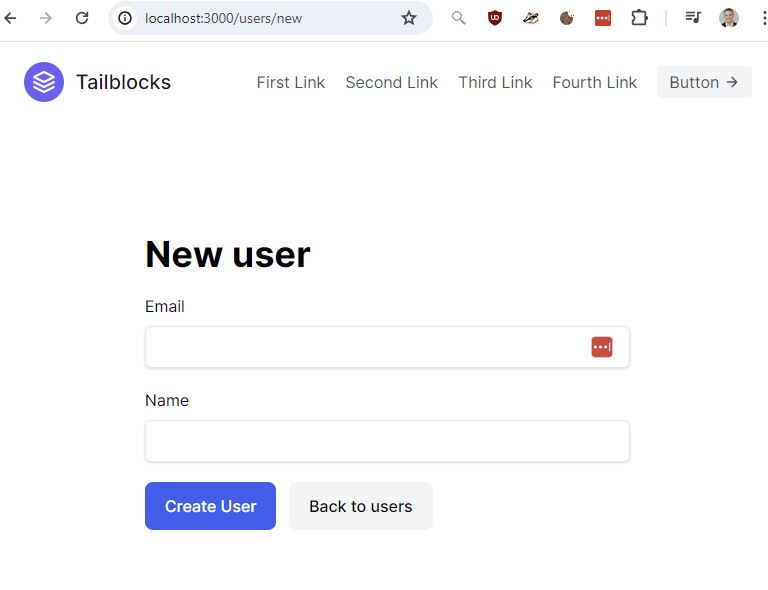 localhost:3000/users/new
Tailblocks First Link Second Link Third Link Fourth Link Button →
New user
Email
Name
Create User Back to users